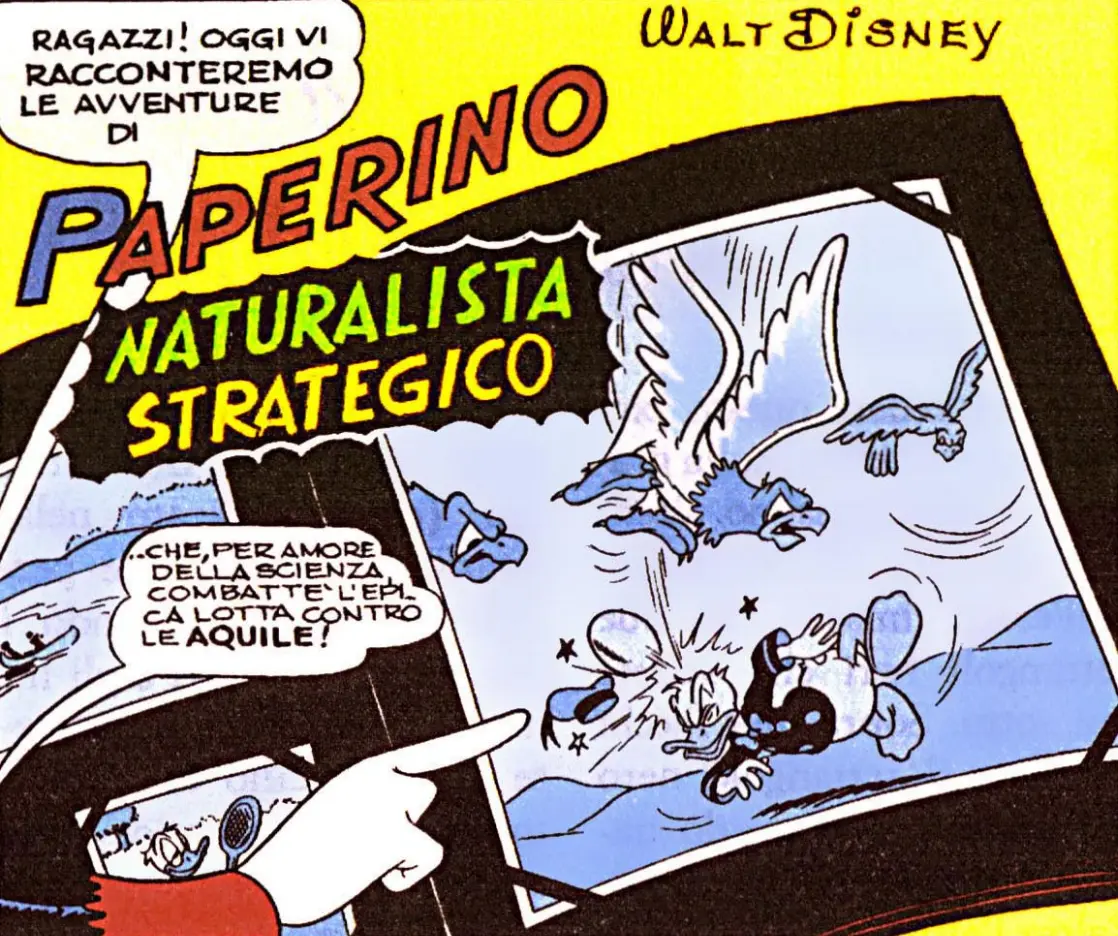 RAGAZZI! OGGI VI
RACCONTEREMO
LE AVVENTURE
DI
WALT DISNEY
PAPERINO
NATURALISTA
STRATEGICO
..CHE, PER AMORE
DELLA SCIENZA,
COMBATTE' L'EPI_
CA LOTTA CONTRO
LE AQUILE!